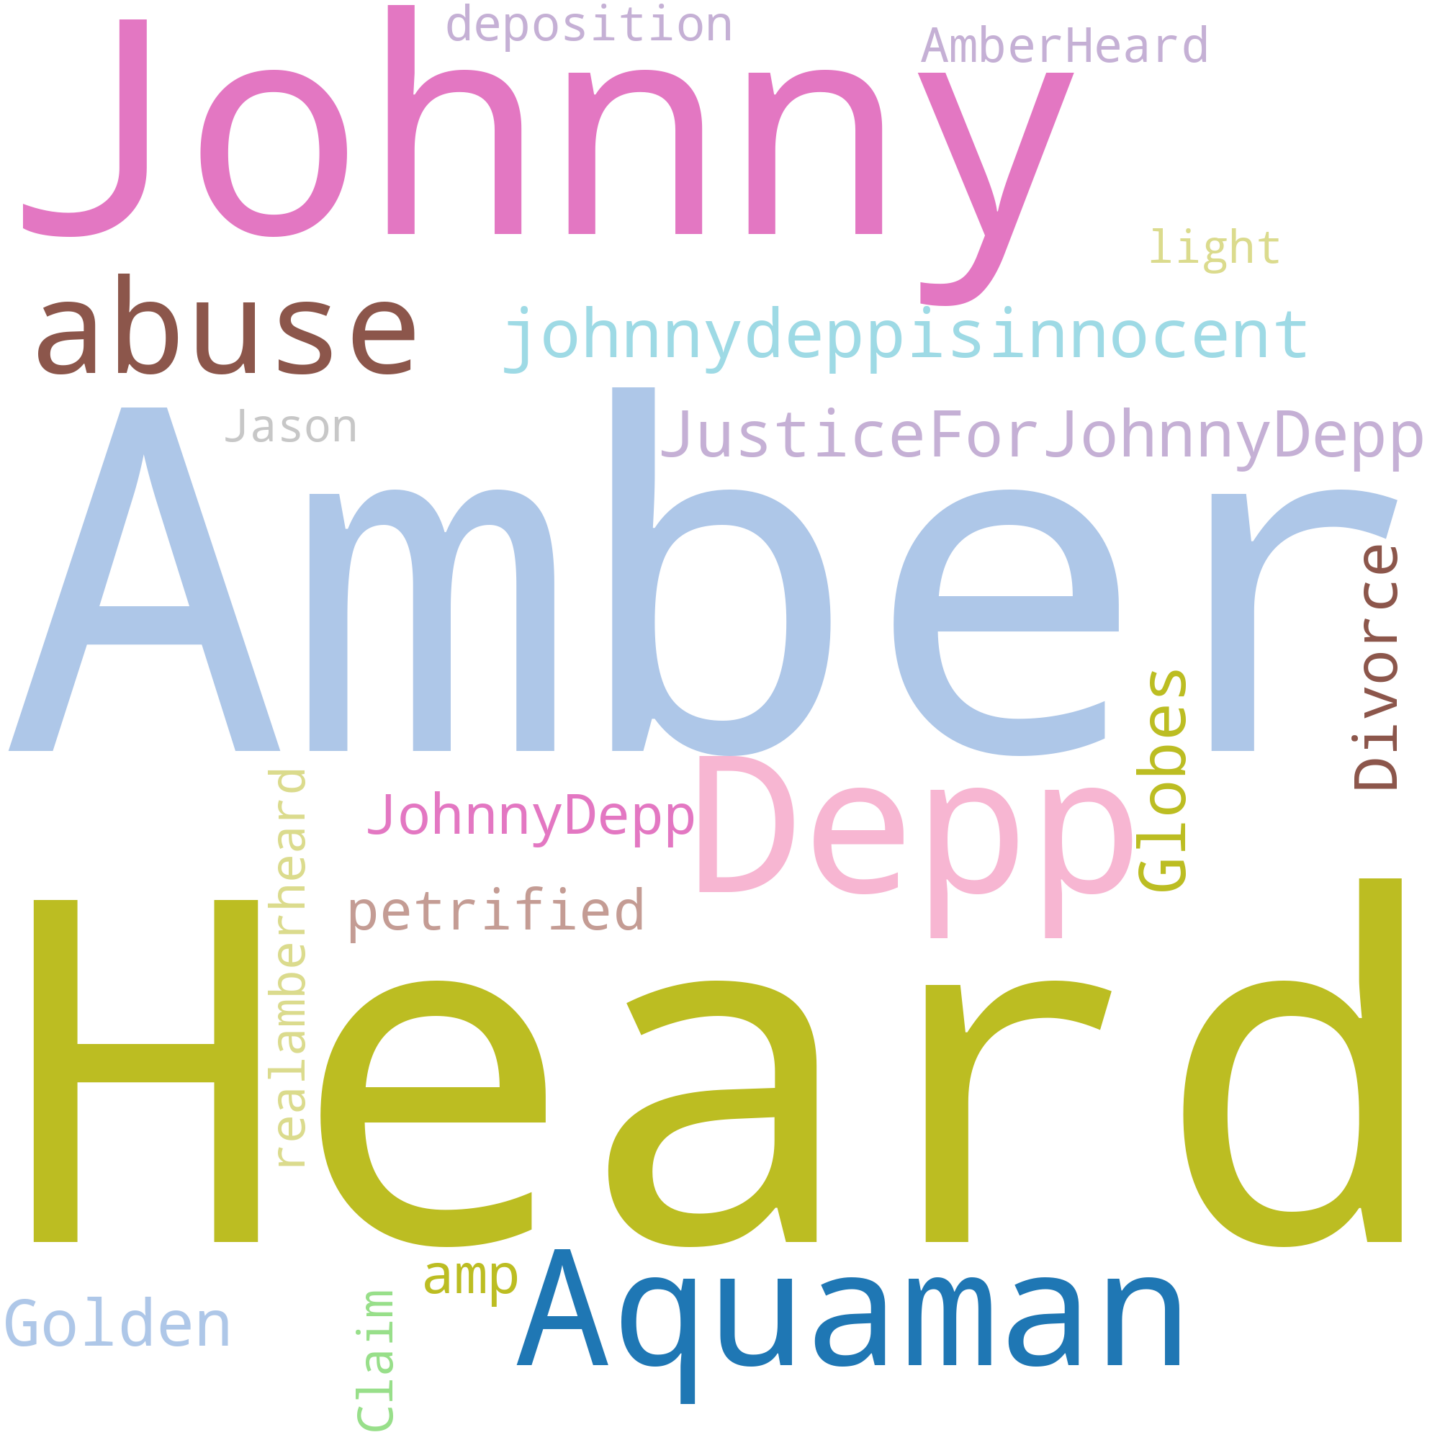 deposition
AmberHeard
Johnny
light
abuse
johnnydeppisinnocent
Jason
JusticeForJohnnyDepp
Amber
Divorce
Globes
realamberheard
JohnnyDepp
Depp
petrified
Heard
amp
Aquaman
Golden
Claim